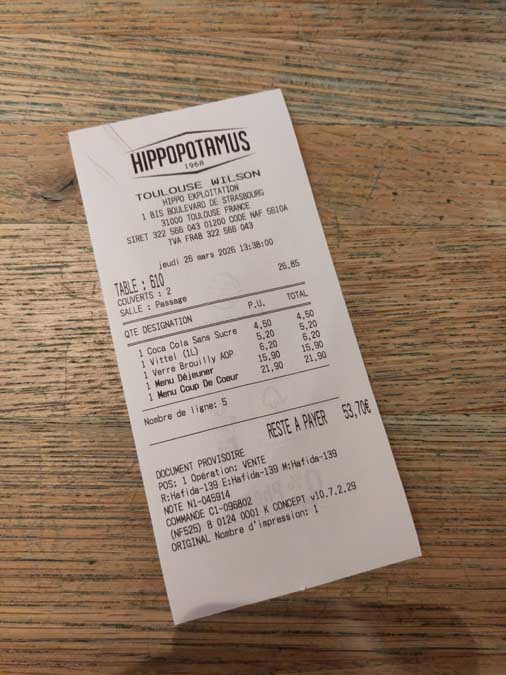 HIPPOPOTAMUS
1968
TOULOUSE WILSON
HIPPO EXPLOITATION
1 BIS BOULEVARD DE STRASBOURG
31000 TOULOUSE FRANCE
SIRET 322 566 043 01200 CODE NAF 5610A
TVA FR48 322 566 043
jeudi 26 mars 2026 13:38:00
TABLE : 610
COUVERTS : 2 26,85
SALLE : Passage
QTE DESIGNATION P.U. TOTAL
1 Coca Cola Sans Sucre 4,50 4,50
1 Vittel (1L) 5,20 5,20
1 Verre Brouilly AOP 6,20 6,20
1 Menu Déjeuner 15,90 15,90
1 Menu Coup De Coeur 21,90 21,90
Nombre de ligne: 5
RESTE A PAYER 53,70€
DOCUMENT PROVISOIRE
POS: 1 Opération: VENTE
R:Hafida-139 E:Hafida-139 M:Hafida-139
NOTE N1-045914
COMMANDE C1-096802
(NF525) B 0124 0001 K CONCEPT v10.7.2.29
ORIGINAL Nombre d'impression: 1